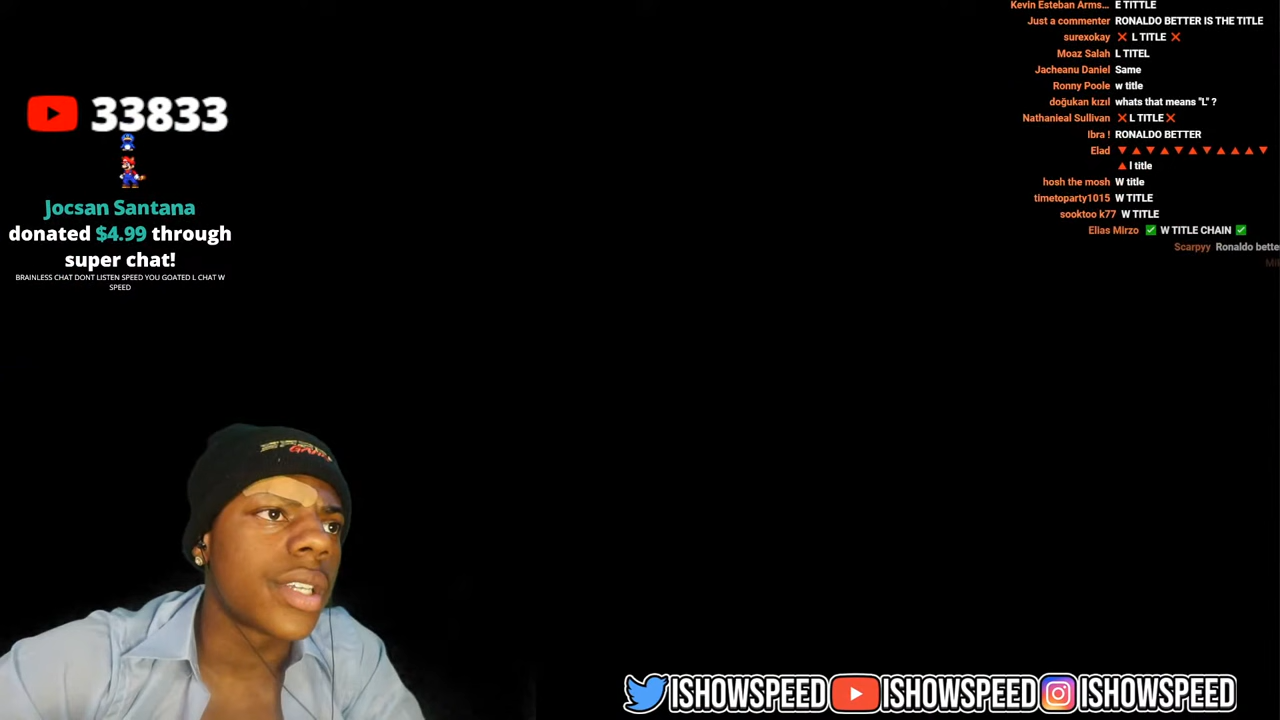 33833
Jocsan Santana
donated $4.99 through
super chat!
BRAINLESS CHAT DONT LISTEN SPEED YOU GOATED L CHAT W
SPEED
Kevin Esteban Arms... E TITTLE
Just a commenter RONALDO BETTER IS THE TITLE
surexokay ❌ L TITLE ❌
Moaz Salah L TITEL
Jacheanu Daniel Same
Ronny Poole w title
doğukan kızıl whats that means "L" ?
Nathanieal Sullivan ❌L TITLE❌
Ibra ! RONALDO BETTER
Elad 🔻🔺🔻🔺🔻🔺🔻🔺🔺🔺🔻
🔺l title
hosh the mosh W title
timetoparty1015 W TITLE
sooktoo k77 W TITLE
Elias Mirzo ✅ W TITLE CHAIN ✅
Scarpyy Ronaldo bette
ISHOWSPEED ISHOWSPEED ISHOWSPEED